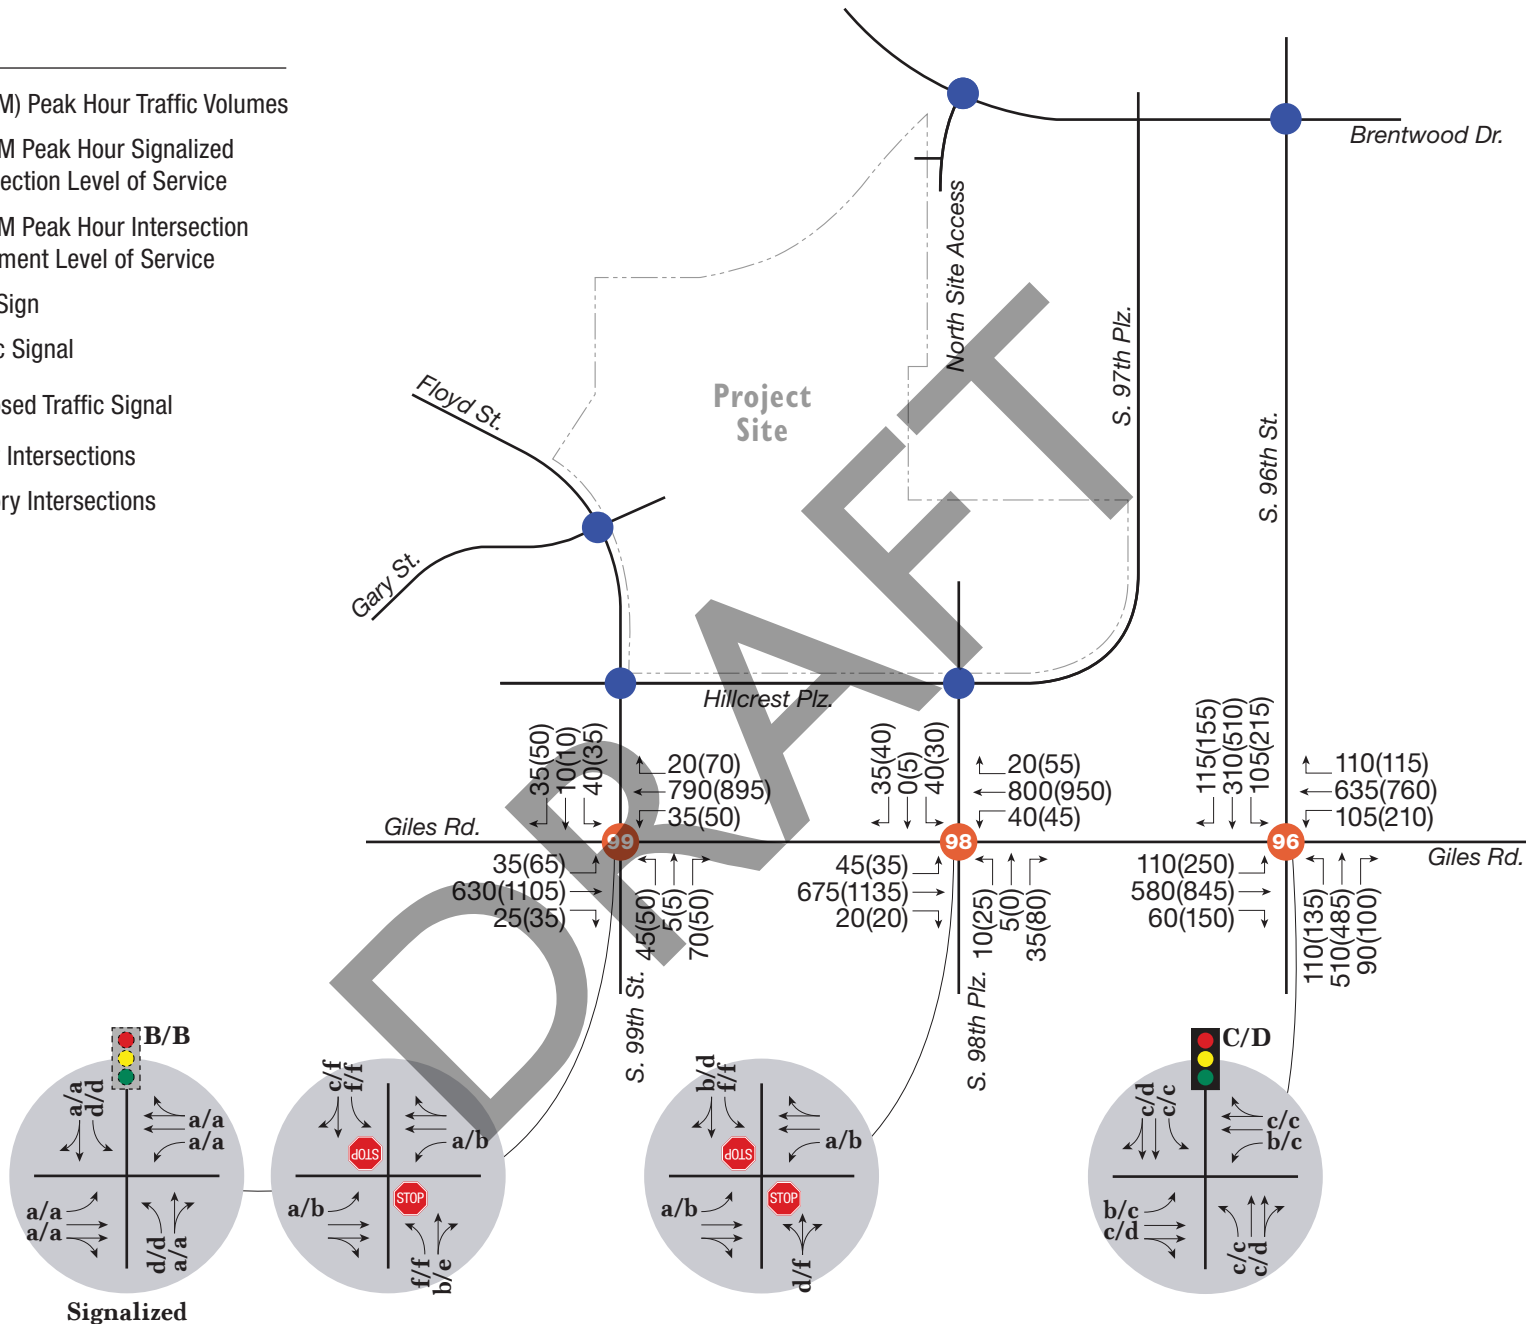 M) Peak Hour Traffic Volumes
M Peak Hour Signalized
ection Level of Service
M Peak Hour Intersection
ment Level of Service
Sign
c Signal
osed Traffic Signal
Intersections
ory Intersections
Brentwood Dr.
North Site Access
S. 97th Plz.
S. 96th St.
Project
Site
Floyd St.
Gary St.
Hillcrest Plz.
DRAFT
35(50)
10(10)
40(35)
20(70)
790(895)
35(50)
35(40)
0(5)
40(30)
20(55)
800(950)
40(45)
115(155)
310(510)
105(215)
110(115)
635(760)
105(210)
Giles Rd.
99
98
96
Giles Rd.
35(65)
630(1105)
25(35)
45(50)
5(5)
70(50)
45(35)
675(1135)
20(20)
10(25)
5(0)
35(80)
110(250)
580(845)
60(150)
110(135)
510(485)
90(100)
S. 99th St.
S. 98th Plz.
B/B
a/a
d/d
a/a
a/a
a/a
a/a
d/d
a/a
Signalized
c/f
f/f
a/b
STOP
STOP
a/b
f/f
b/e
b/d
f/f
a/b
STOP
STOP
a/b
d/f
C/D
c/d
c/c
c/c
b/c
b/c
c/d
c/c
c/d